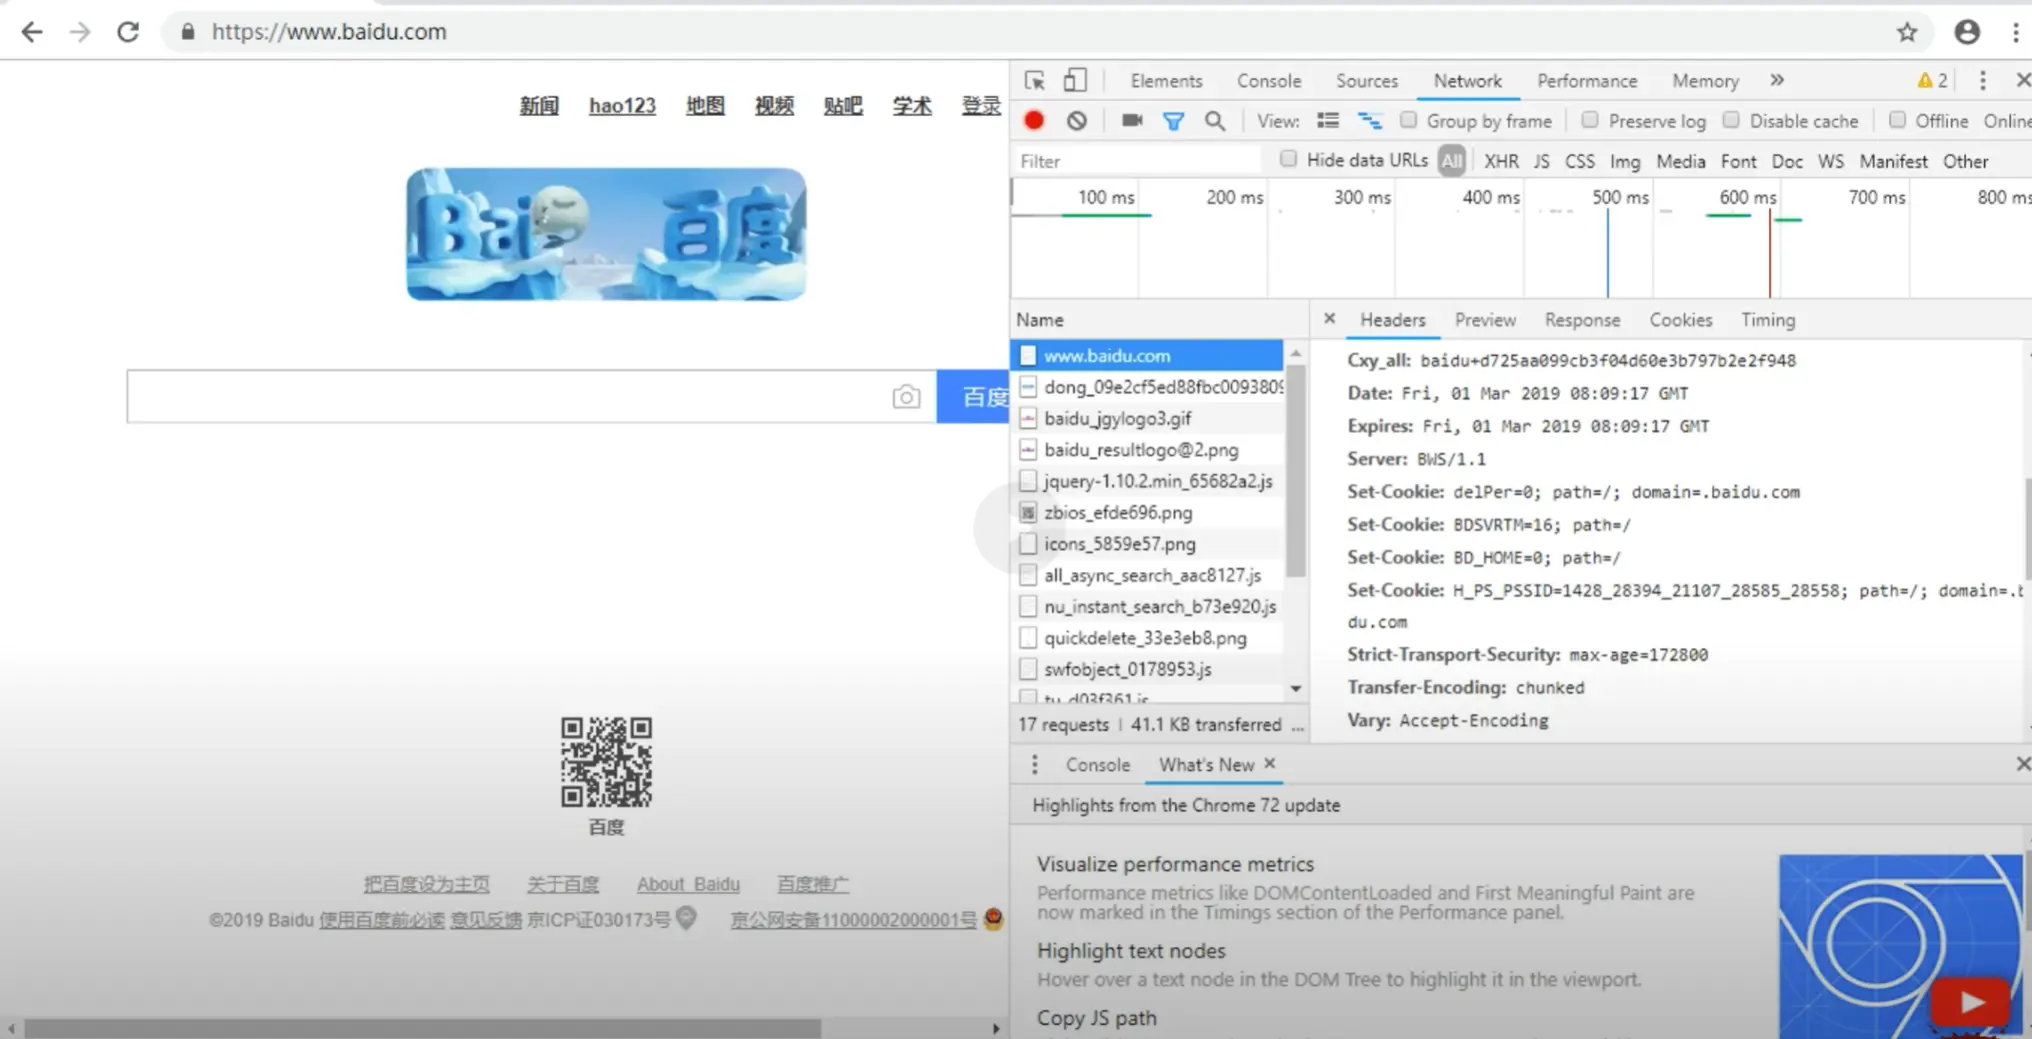 https://www.baidu.com
新闻 hao123 地图 视频 贴吧 学术 登录
Bai 百度
百度
百度
把百度设为主页 关于百度 About Baidu 百度推广
©2019 Baidu 使用百度前必读 意见反馈 京ICP证030173号 京公网安备11000002000001号
Elements Console Sources Network Performance Memory » 2
View: Group by frame Preserve log Disable cache Offline Online
Filter Hide data URLs All XHR JS CSS Img Media Font Doc WS Manifest Other
100 ms 200 ms 300 ms 400 ms 500 ms 600 ms 700 ms 800 ms
Name
www.baidu.com
dong_09e2cf5ed88fbc0093809
baidu_jgylogo3.gif
baidu_resultlogo@2.png
jquery-1.10.2.min_65682a2.js
zbios_efde696.png
icons_5859e57.png
all_async_search_aac8127.js
nu_instant_search_b73e920.js
quickdelete_33e3eb8.png
swfobject_0178953.js
tu_d03f361.js
17 requests | 41.1 KB transferred ...
Headers Preview Response Cookies Timing
Cxy_all: baidu+d725aa099cb3f04d60e3b797b2e2f948
Date: Fri, 01 Mar 2019 08:09:17 GMT
Expires: Fri, 01 Mar 2019 08:09:17 GMT
Server: BWS/1.1
Set-Cookie: delPer=0; path=/; domain=.baidu.com
Set-Cookie: BDSVRTM=16; path=/
Set-Cookie: BD_HOME=0; path=/
Set-Cookie: H_PS_PSSID=1428_28394_21107_28585_28558; path=/; domain=.b
du.com
Strict-Transport-Security: max-age=172800
Transfer-Encoding: chunked
Vary: Accept-Encoding
Console What's New
Highlights from the Chrome 72 update
Visualize performance metrics
Performance metrics like DOMContentLoaded and First Meaningful Paint are
now marked in the Timings section of the Performance panel.
Highlight text nodes
Hover over a text node in the DOM Tree to highlight it in the viewport.
Copy JS path